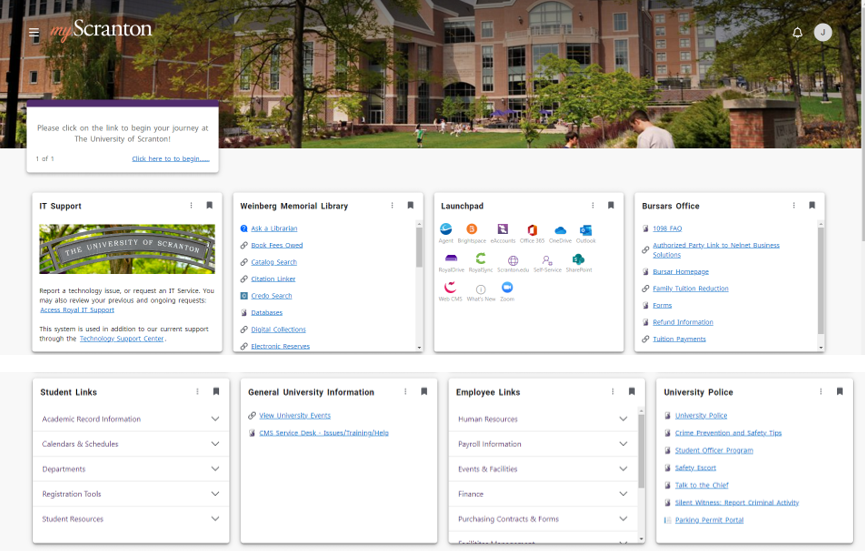 myScranton
J
Please click on the link to begin your journey at
The University of Scranton!
1 of 1
Click here to to begin......
IT Support
THE UNIVERSITY OF SCRANTON
Report a technology issue, or request an IT Service. You
may also review your previous and ongoing requests:
Access Royal IT Support
This system is used in addition to our current support
through the Technology Support Center.
Weinberg Memorial Library
Ask a Librarian
Book Fees Owed
Catalog Search
Citation Linker
Credo Search
Databases
Digital Collections
Electronic Reserves
Launchpad
Agent Brightspace eAccounts Office 365 OneDrive Outlook
RoyalDrive RoyalSync Scranton.edu Self-Service SharePoint
Web CMS What's New Zoom
Bursars Office
1098 FAQ
Authorized Party Link to Nelnet Business
Solutions
Bursar Homepage
Family Tuition Reduction
Forms
Refund Information
Tuition Payments
Student Links
Academic Record Information
Calendars & Schedules
Departments
Registration Tools
Student Resources
General University Information
View University Events
CMS Service Desk - Issues/Training/Help
Employee Links
Human Resources
Payroll Information
Events & Facilities
Finance
Purchasing Contracts & Forms
Facilities Management
University Police
University Police
Crime Prevention and Safety Tips
Student Officer Program
Safety Escort
Talk to the Chief
Silent Witness: Report Criminal Activity
Parking Permit Portal